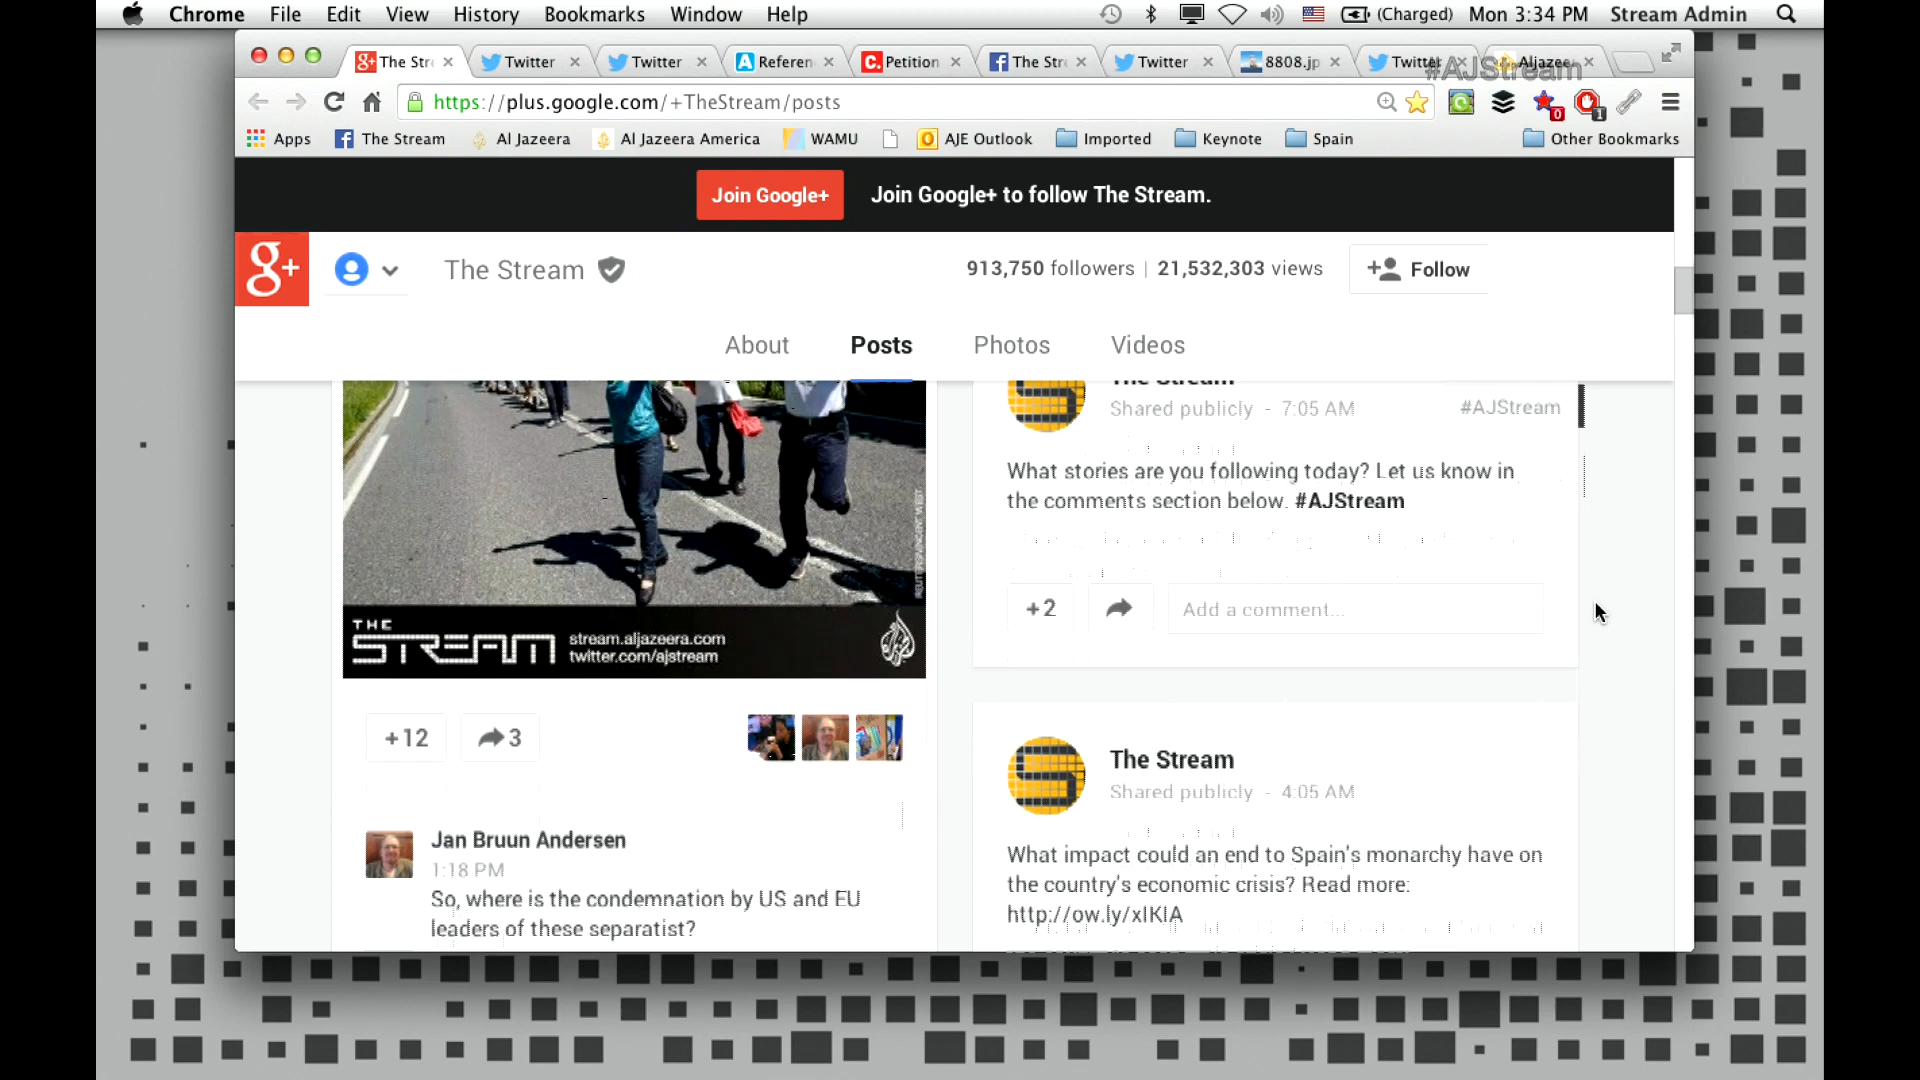 Chrome File Edit View History Bookmarks Window Help (Charged) Mon 3:34 PM Stream Admin
g+ The Str Twitter Twitter A Referen C. Petition The Str Twitter 8808.jp Twitter Aljazee
#AJStream
https://plus.google.com/+TheStream/posts
0 1
Apps The Stream Al Jazeera Al Jazeera America WAMU AJE Outlook Imported Keynote Spain Other Bookmarks
Join Google+ Join Google+ to follow The Stream.
g+ The Stream 913,750 followers | 21,532,303 views Follow
About Posts Photos Videos
THE
STREAM
stream.aljazeera.com
twitter.com/ajstream
+12 3
Jan Bruun Andersen
1:18 PM
So, where is the condemnation by US and EU
leaders of these separatist?
The Stream
Shared publicly - 7:05 AM #AJStream
What stories are you following today? Let us know in
the comments section below. #AJStream
+2 Add a comment...
The Stream
Shared publicly - 4:05 AM
What impact could an end to Spain's monarchy have on
the country's economic crisis? Read more:
http://ow.ly/xIKIA